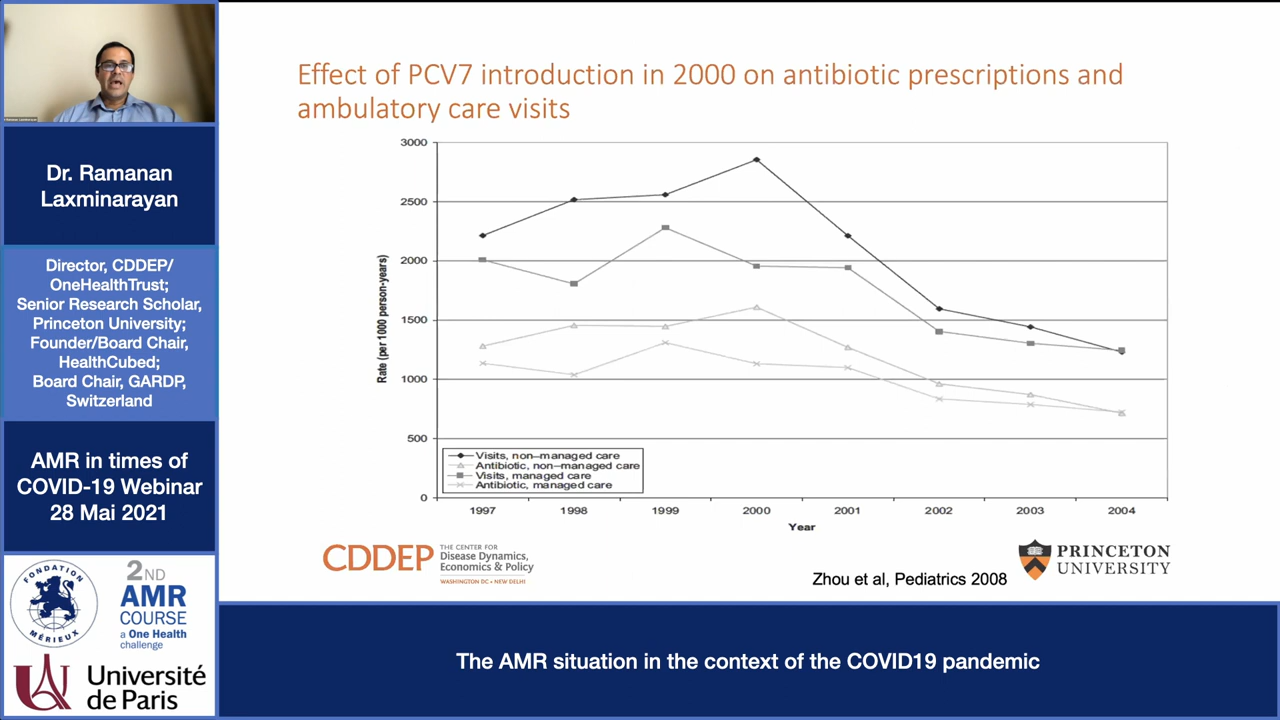 Dr. Ramanan
Laxminarayan
Director, CDDEP/
OneHealthTrust;
Senior Research Scholar,
Princeton University;
Founder/Board Chair,
HealthCubed;
Board Chair, GARDP,
Switzerland
AMR in times of
COVID-19 Webinar
28 Mai 2021
FONDATION
MÉRIEUX
2ND
AMR
COURSE
a One Health
challenge
Université
de Paris
Effect of PCV7 introduction in 2000 on antibiotic prescriptions and
ambulatory care visits
3000
2500
2000
1500
1000
500
0
Rate (per 1000 person-years)
Visits, non-managed care
Antibiotic, non-managed care
Visits, managed care
Antibiotic, managed care
1997 1998 1999 2000 2001 2002 2003 2004
Year
CDDEP
THE CENTER FOR
Disease Dynamics,
Economics & Policy
WASHINGTON DC • NEW DELHI
Zhou et al, Pediatrics 2008
PRINCETON
UNIVERSITY
The AMR situation in the context of the COVID19 pandemic